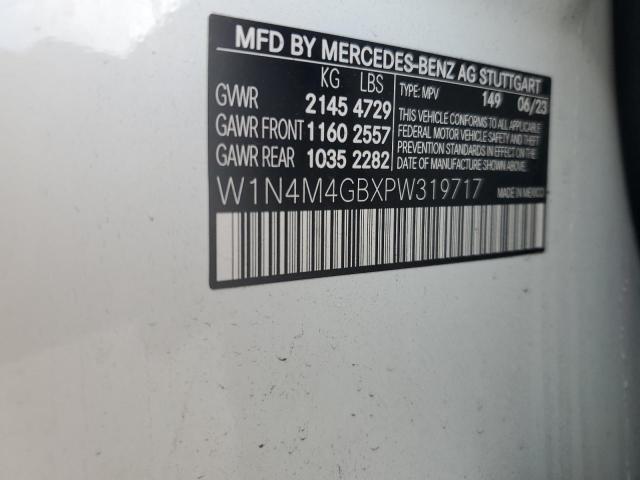 MFD BY MERCEDES-BENZ AG STUTTGART
KG LBS
GVWR 2145 4729
GAWR FRONT 1160 2557
GAWR REAR 1035 2282
TYPE: MPV 149 06/23
THIS VEHICLE CONFORMS TO ALL APPLICABLE
FEDERAL MOTOR VEHICLE SAFETY AND THEFT
PREVENTION STANDARDS IN EFFECT ON THE
DATE OF MANUFACTURE SHOWN ABOVE.
W1N4M4GBXPW319717
MADE IN MEXICO